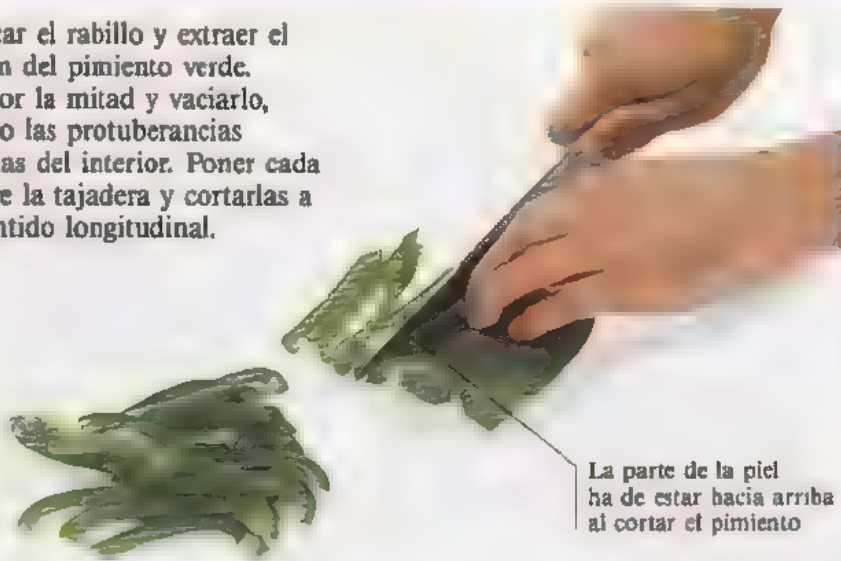 ar el rabillo y extraer el
n del pimiento verde.
or la mitad y vaciarlo,
o las protuberancias
as del interior. Poner cada
e la tajadera y cortarlas a
ntido longitudinal.
La parte de la piel
ha de estar hacia arriba
al cortar el pimiento